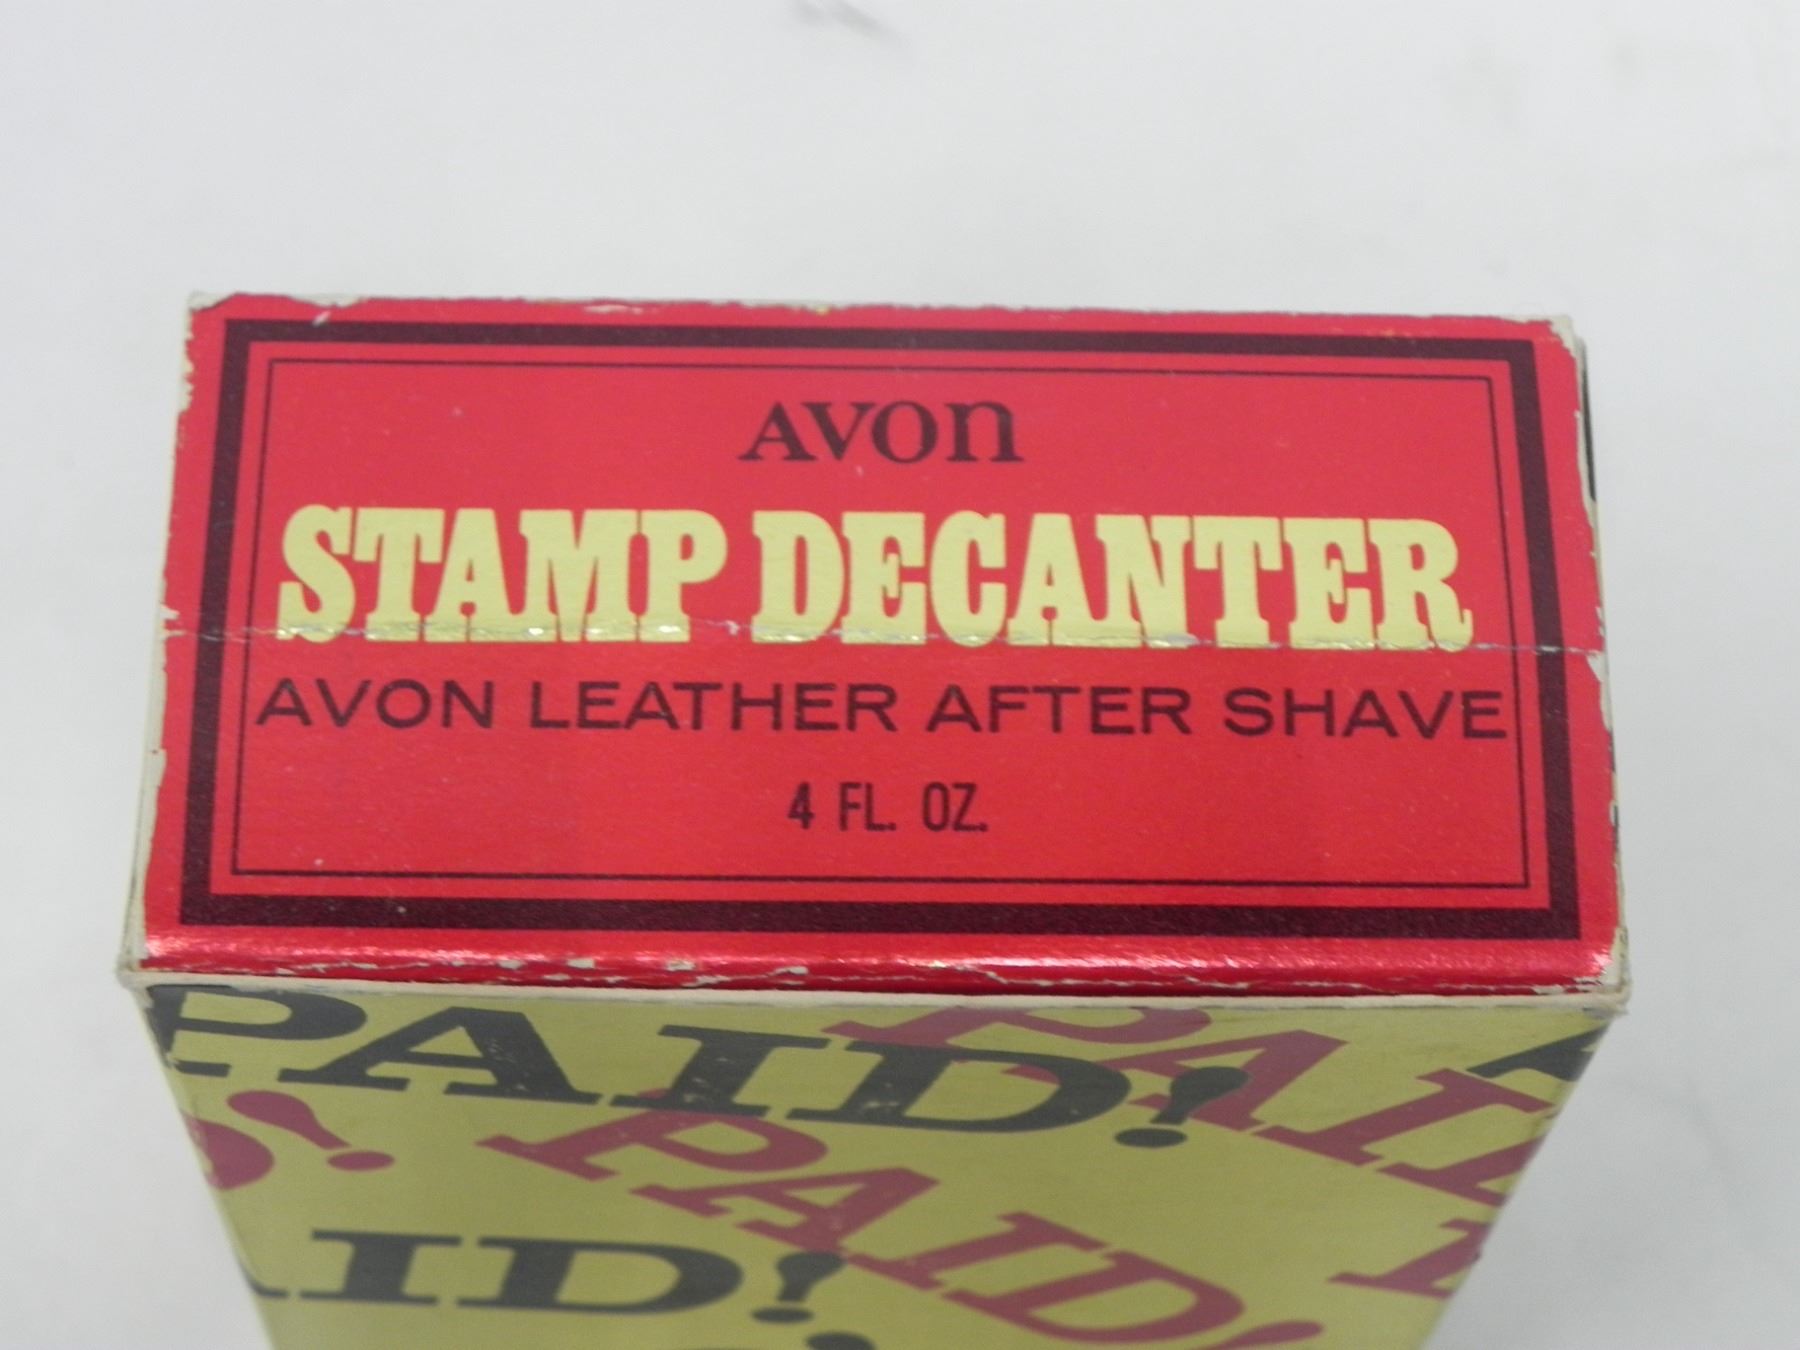 AVON
STAMP DECANTER
AVON LEATHER AFTER SHAVE
4 FL. OZ.
PAID!
PAID!